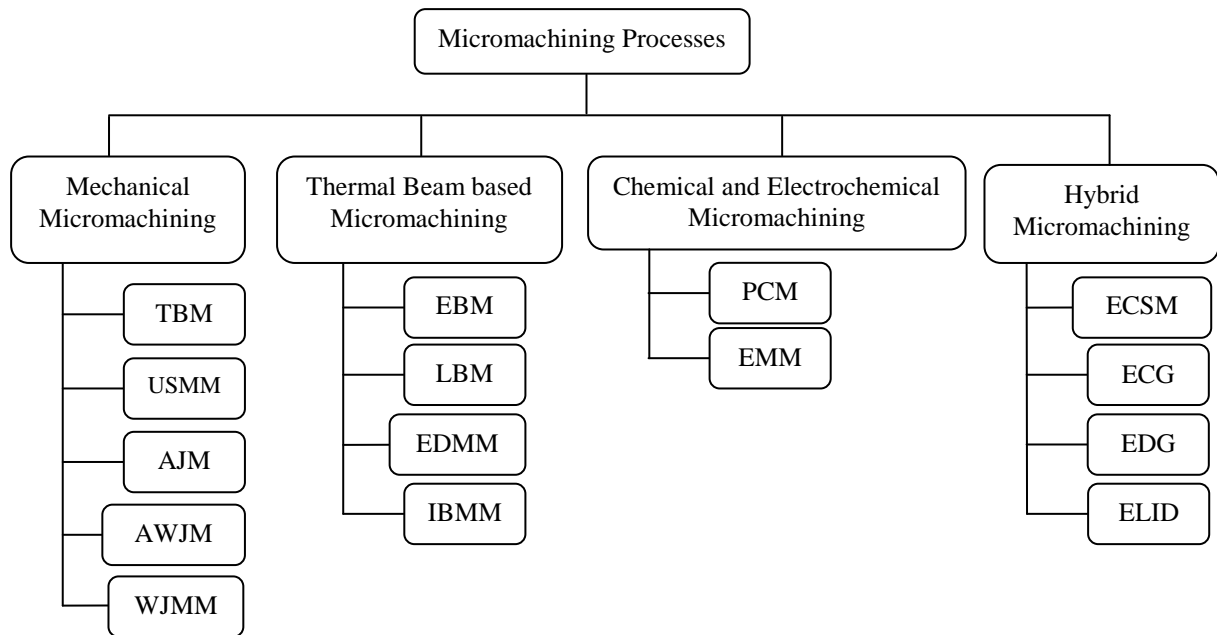 Micromachining Processes
Mechanical
Micromachining
Thermal Beam based
Micromachining
Chemical and Electrochemical
Micromachining
Hybrid
Micromachining
TBM
USMM
AJM
AWJM
WJMM
EBM
LBM
EDMM
IBMM
PCM
EMM
ECSM
ECG
EDG
ELID